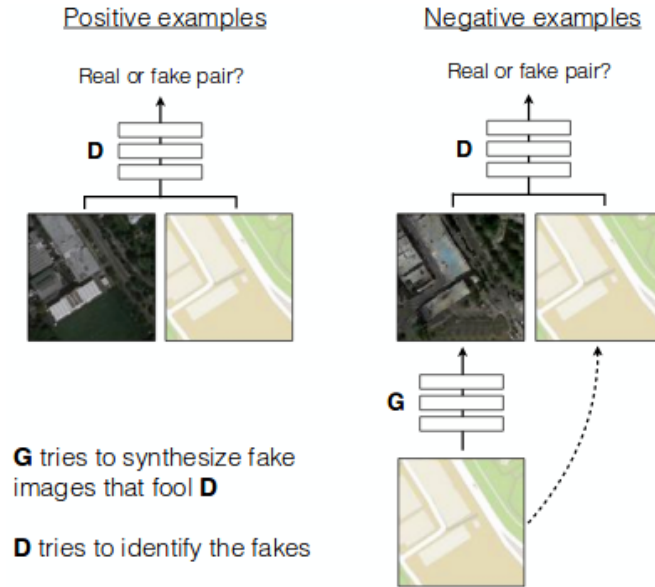 Positive examples
Real or fake pair?
D
Negative examples
Real or fake pair?
D
G
G tries to synthesize fake
images that fool D
D tries to identify the fakes